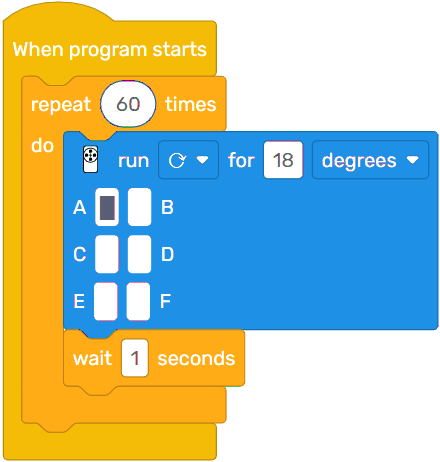 When program starts
repeat 60 times
do
run for 18 degrees
A B
C D
E F
wait 1 seconds